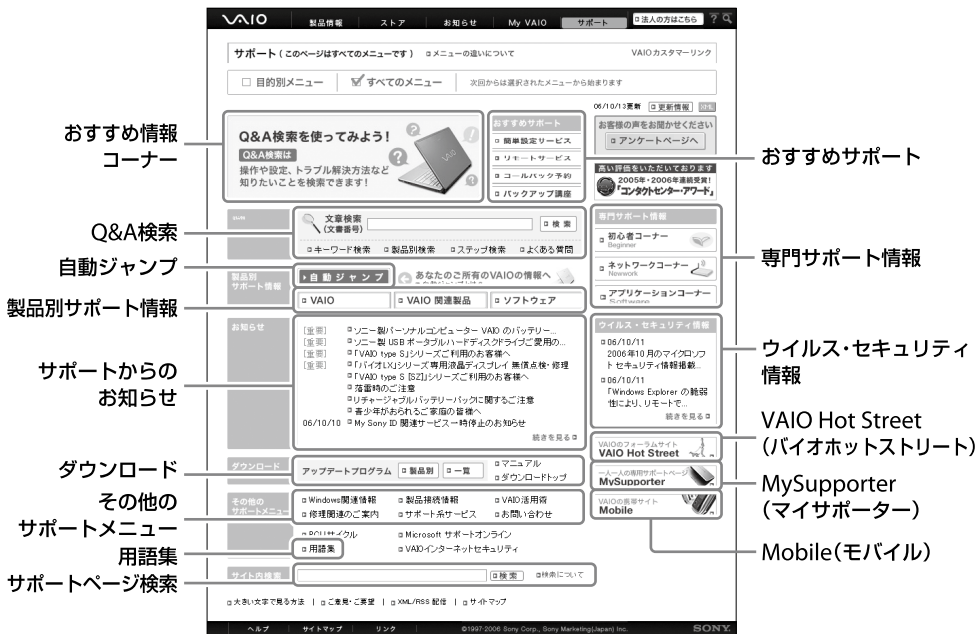 VAIO 製品情報 ストア お知らせ My VAIO サポート 法人の方はこちら
サポート ( このページはすべてのメニューです ) メニューの違いについて VAIOカスタマーリンク
目的別メニュー すべてのメニュー 次回からは選択されたメニューから始まります
06/10/13更新 更新情報 XML
おすすめ情報
コーナー
Q&A検索を使ってみよう!
Q&A検索は
操作や設定、トラブル解決方法など
知りたいことを検索できます!
VAIO
おすすめサポート
簡単設定サービス
リモートサービス
コールバック予約
バックアップ講座
お客様の声をお聞かせください
アンケートページへ
高い評価をいただいております
2005年・2006年連続受賞!
「コンタクトセンター・アワード」
おすすめサポート
Q&A検索
文章検索
(文書番号)
検索
キーワード検索 製品別検索 ステップ検索 よくある質問
専門サポート情報
初心者コーナー
Beginner
ネットワークコーナー
Nework
アプリケーションコーナー
Software
専門サポート情報
自動ジャンプ
製品別サポート情報
製品別
サポート情報
自動ジャンプ
あなたのご所有のVAIOの情報へ
VAIO VAIO 関連製品 ソフトウェア
サポートからの
お知らせ
お知らせ
[重要] ソニー製パーソナルコンピューター VAIO のバッテリー...
[重要] ソニー製 USB ポータブルハードディスクドライブご愛用の...
[重要] 「VAIO type S」シリーズご利用のお客様へ
[重要] 「バイオLX」シリーズ専用液晶ディスプレイ 無償点検・修理
「VAIO type S [SZ]」シリーズご利用のお客様へ
落雷時のご注意
リチャージャブルバッテリーパックに関するご注意
青少年がおられるご家庭の皆様へ
06/10/10 My Sony ID 関連サービス一時停止のお知らせ
続きを見る
ウイルス・セキュリティ情報
06/10/11
2006年10月のマイクロソフ
トセキュリティ情報掲載...
06/10/11
「Windows Explorer の脆弱
性により、リモートで...
続きを見る
ウイルス・セキュリティ
情報
VAIOのフォーラムサイト
VAIO Hot Street
VAIO Hot Street
(バイオホットストリート)
ダウンロード
ダウンロード
アップデートプログラム 製品別 一覧
マニュアル
ダウンロードトップ
一人一人の専用サポートページ
MySupporter
MySupporter
(マイサポーター)
その他の
サポートメニュー
その他の
サポートメニュー
Windows関連情報 製品接続情報 VAIO活用術
修理関連のご案内 サポート系サービス お問い合わせ
VAIOの携帯サイト
Mobile
Mobile(モバイル)
PCリサイクル Microsoft サポートオンライン
用語集
用語集 VAIOインターネットセキュリティ
サポートページ検索
サイト内検索
検索 検索について
大きい文字で見る方法 | ご意見・ご要望 | XML/RSS 配信 | サイトマップ
ヘルプ サイトマップ リンク ©1997-2006 Sony Corp., Sony Marketing(Japan) Inc. SONY